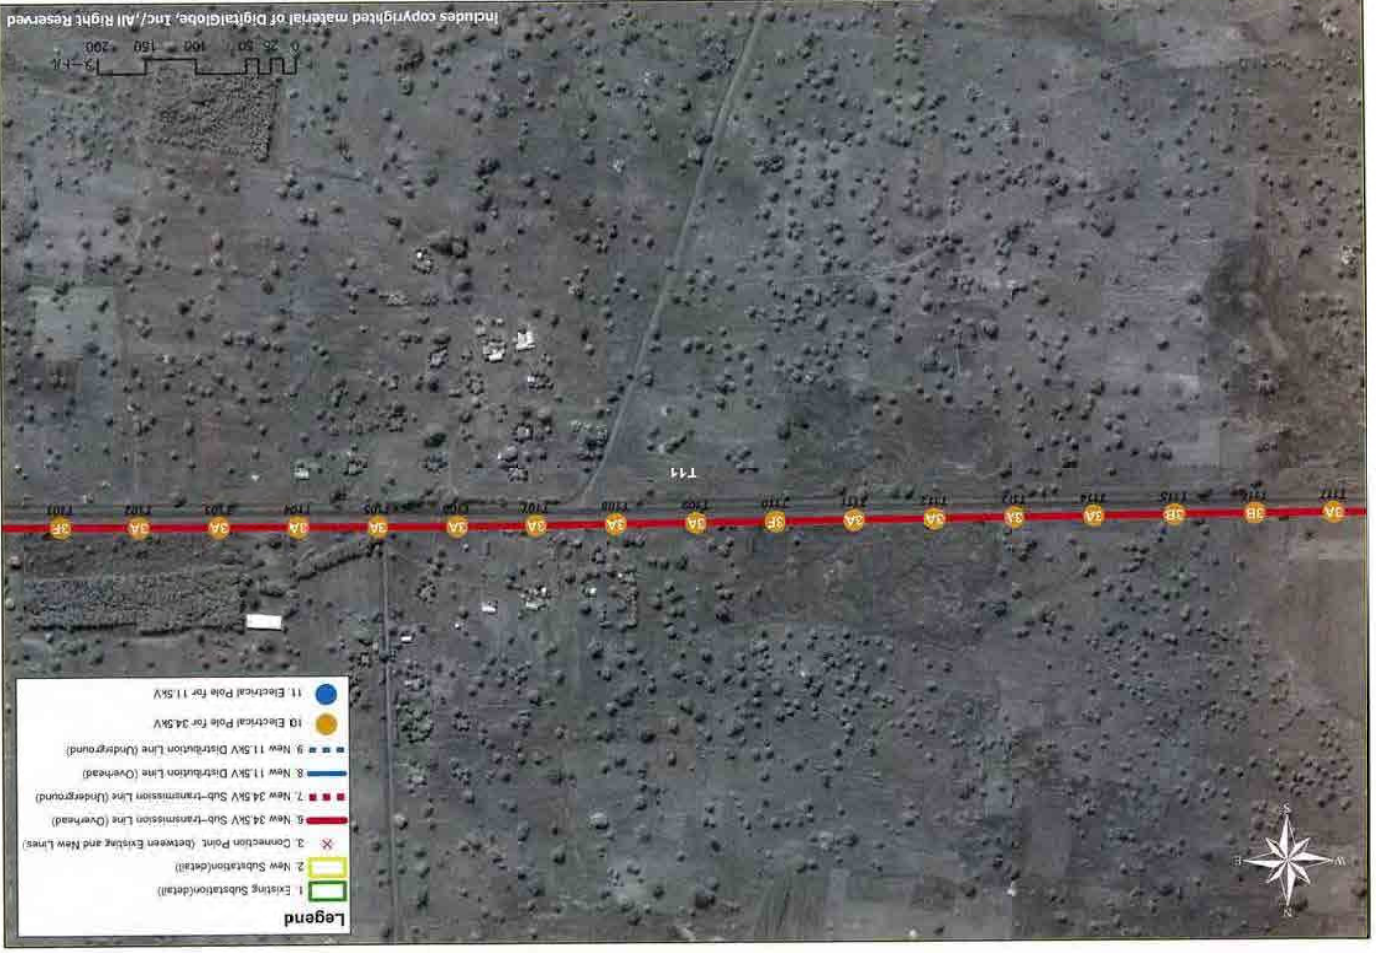 N
W E
S
Legend
1. Existing Substation(detail)
2. New Substation(detail)
3. Connection Point (between Existing and New Lines)
6. New 34.5kV Sub-transmission Line (Overhead)
7. New 34.5kV Sub-transmission Line (Underground)
8. New 11.5kV Distribution Line (Overhead)
9. New 11.5kV Distribution Line (Underground)
10. Electrical Pole for 34.5kV
11. Electrical Pole for 11.5kV
3A 3B 3B 3A 3A 3A 3A 3F 3A 3A 3A 3A 3A 3A 3A 3A 3F
T117 T116 T115 T114 T113 T112 T111 T110 T109 T108 T107 T106 T105 T104 T103 T102 T101
T11
0 25 50 100 150 200
includes copyrighted material of DigitalGlobe, Inc., All Right Reserved